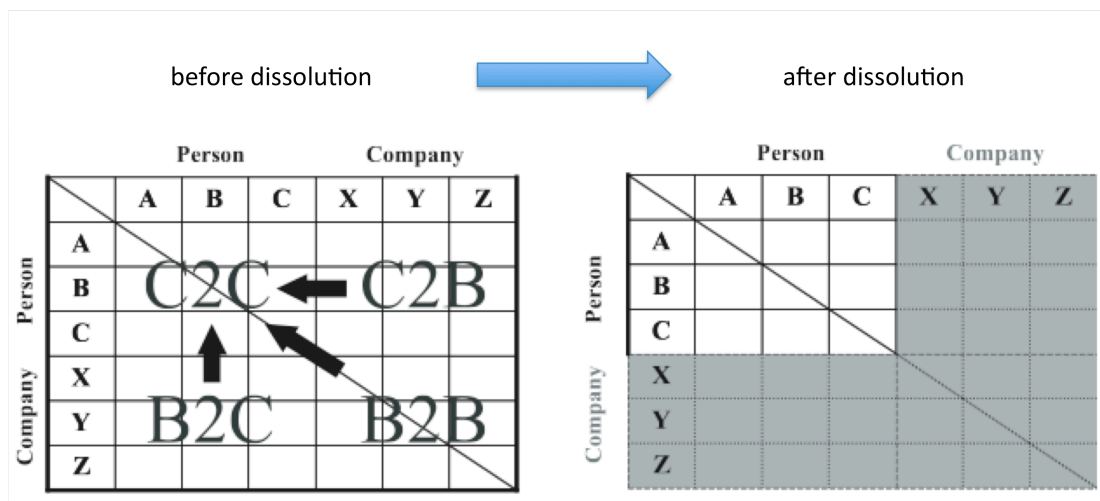 before dissolution
after dissolution
Person Company
A B C X Y Z
Person
A
B
C
Company
X
Y
Z
C2C C2B
B2C B2B
Person Company
A B C X Y Z
Person
A
B
C
Company
X
Y
Z